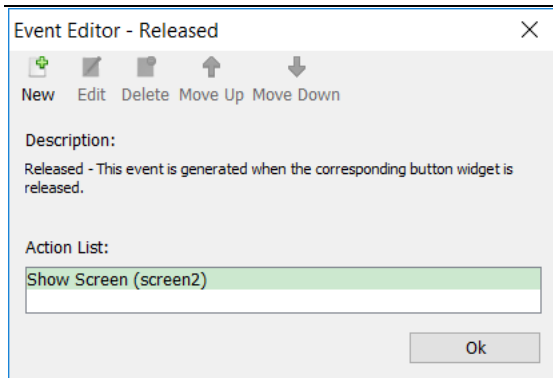 Event Editor - Released
New Edit Delete Move Up Move Down
Description:
Released - This event is generated when the corresponding button widget is
released.
Action List:
Show Screen (screen2)
Ok